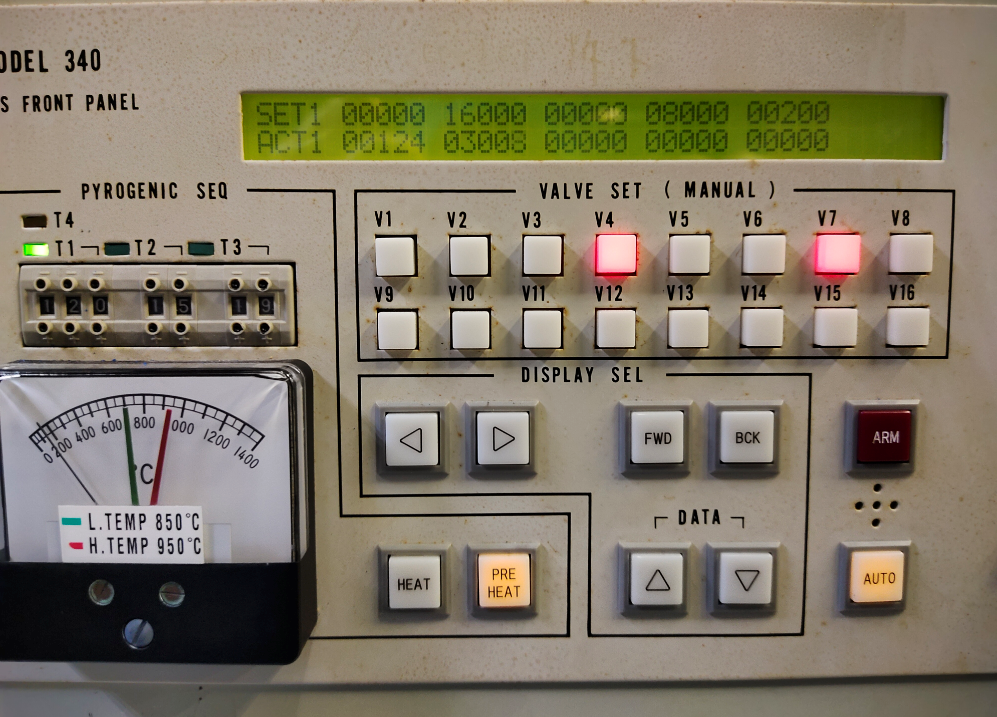 ODEL 340
S FRONT PANEL
SET1 00000 16000 00000 08000 00200
ACT1 00124 03008 00000 00000 00000
PYROGENIC SEQ
T4
T1 T2 T3
1 2 0 1 5 1 9
0 200 400 600 800 000 1200 1400
°C
L.TEMP 850°C
H.TEMP 950°C
VALVE SET ( MANUAL )
V1 V2 V3 V4 V5 V6 V7 V8
V9 V10 V11 V12 V13 V14 V15 V16
DISPLAY SEL
FWD BCK
ARM
DATA
HEAT
PRE
HEAT
AUTO